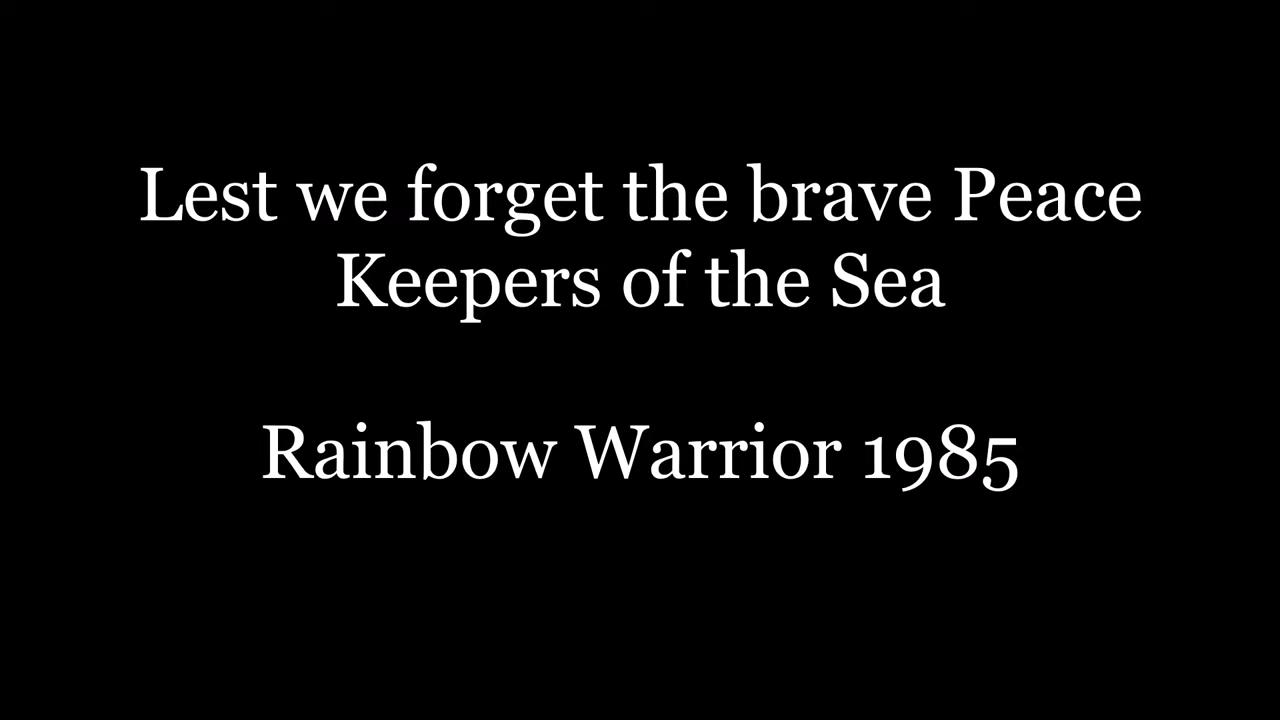 Lest we forget the brave Peace
Keepers of the Sea
Rainbow Warrior 1985